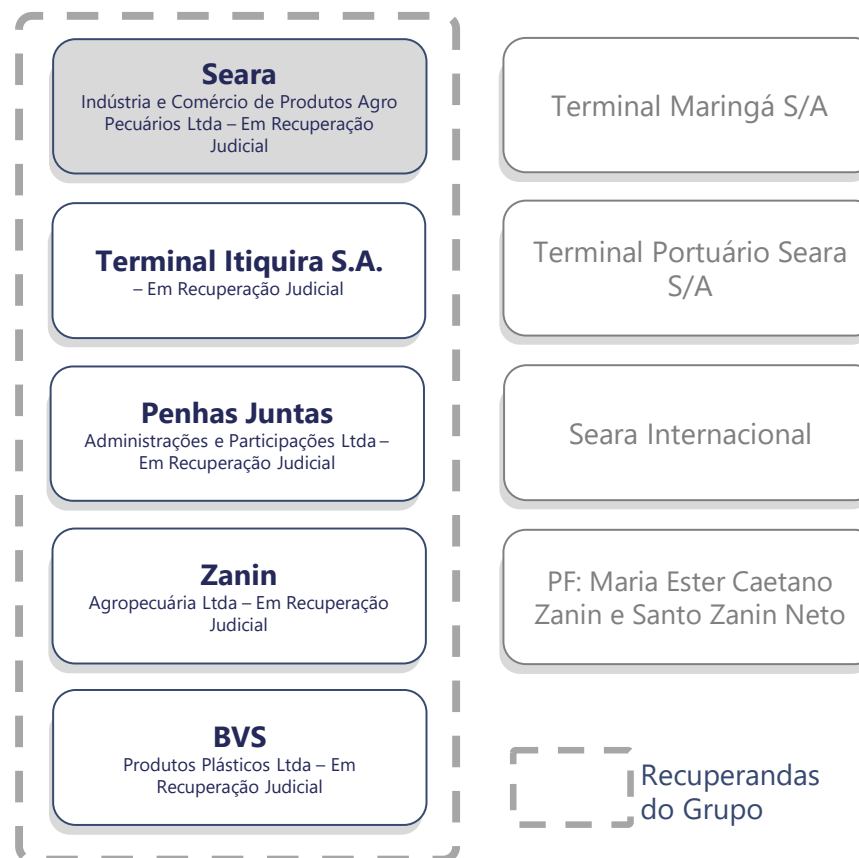 Seara
Indústria e Comércio de Produtos Agro
Pecuários Ltda – Em Recuperação
Judicial
Terminal Itiquira S.A.
– Em Recuperação Judicial
Penhas Juntas
Administrações e Participações Ltda –
Em Recuperação Judicial
Zanin
Agropecuária Ltda – Em Recuperação
Judicial
BVS
Produtos Plásticos Ltda – Em
Recuperação Judicial
Terminal Maringá S/A
Terminal Portuário Seara
S/A
Seara Internacional
PF: Maria Ester Caetano
Zanin e Santo Zanin Neto
Recuperandas
do Grupo